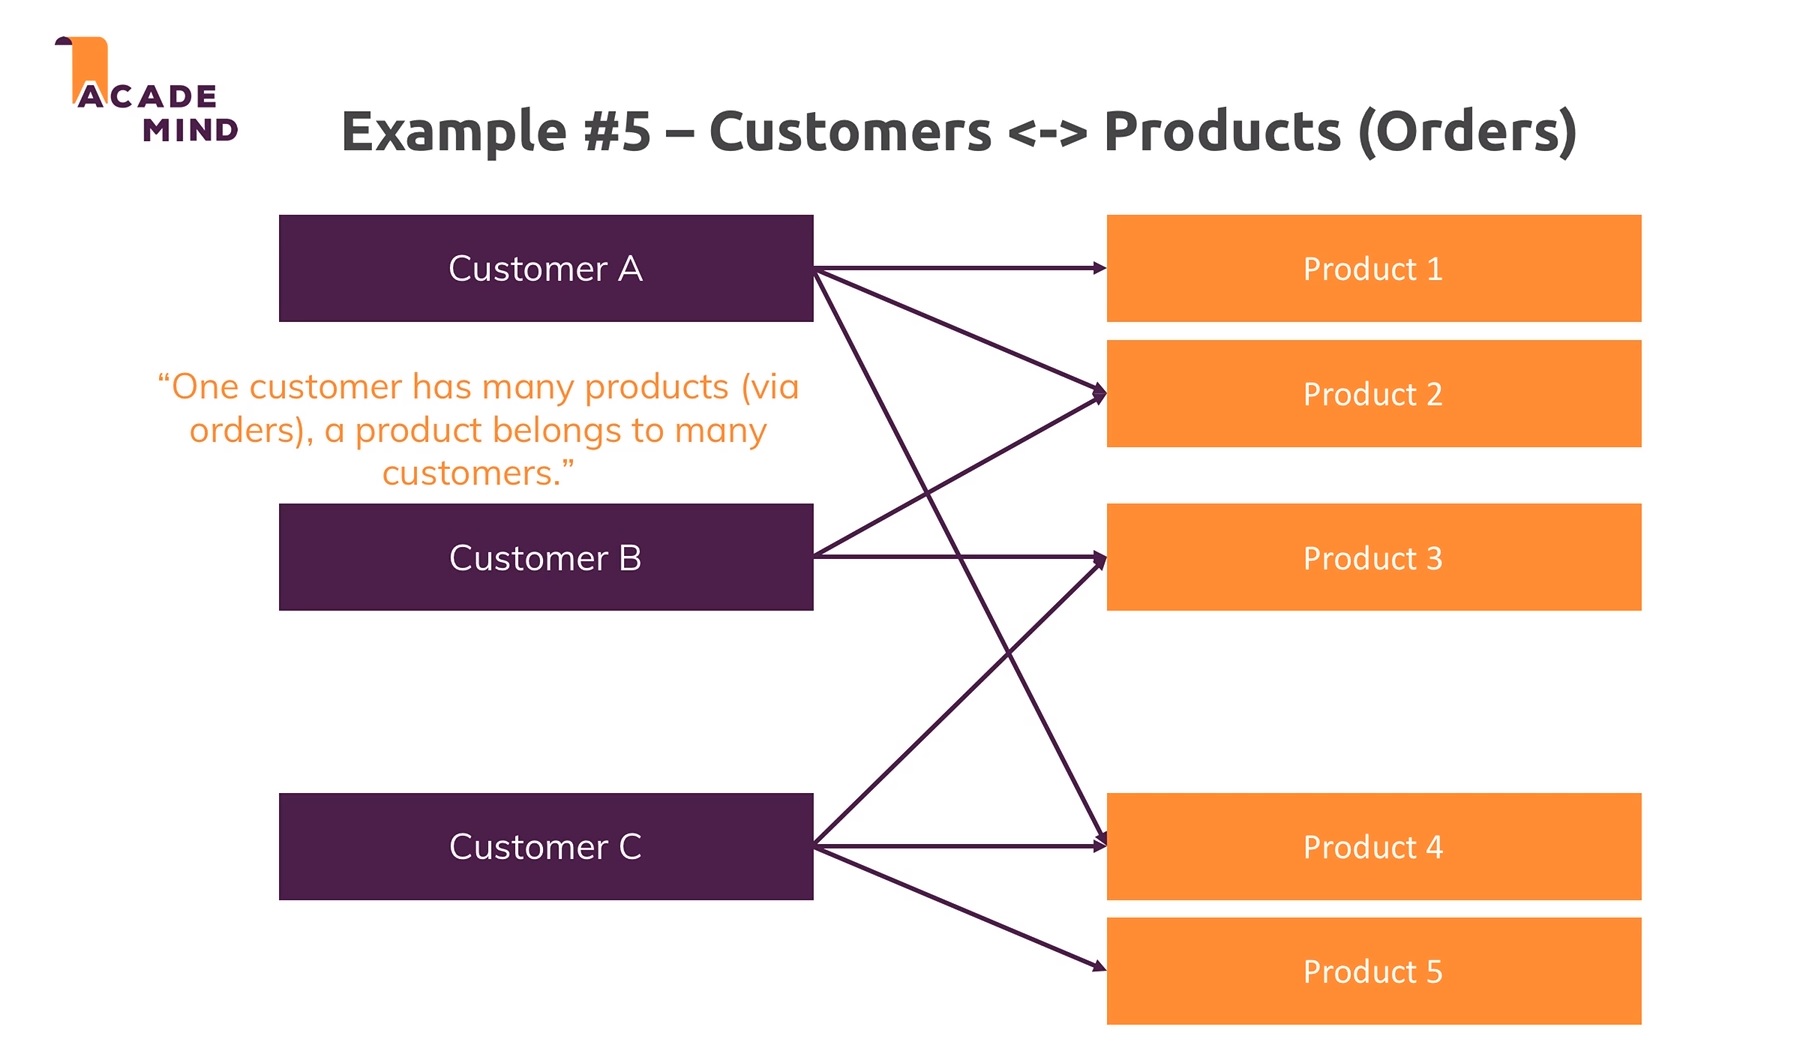 ACADE
MIND
Example #5 – Customers <-> Products (Orders)
Customer A
Product 1
Product 2
“One customer has many products (via
orders), a product belongs to many
customers.”
Customer B
Product 3
Customer C
Product 4
Product 5